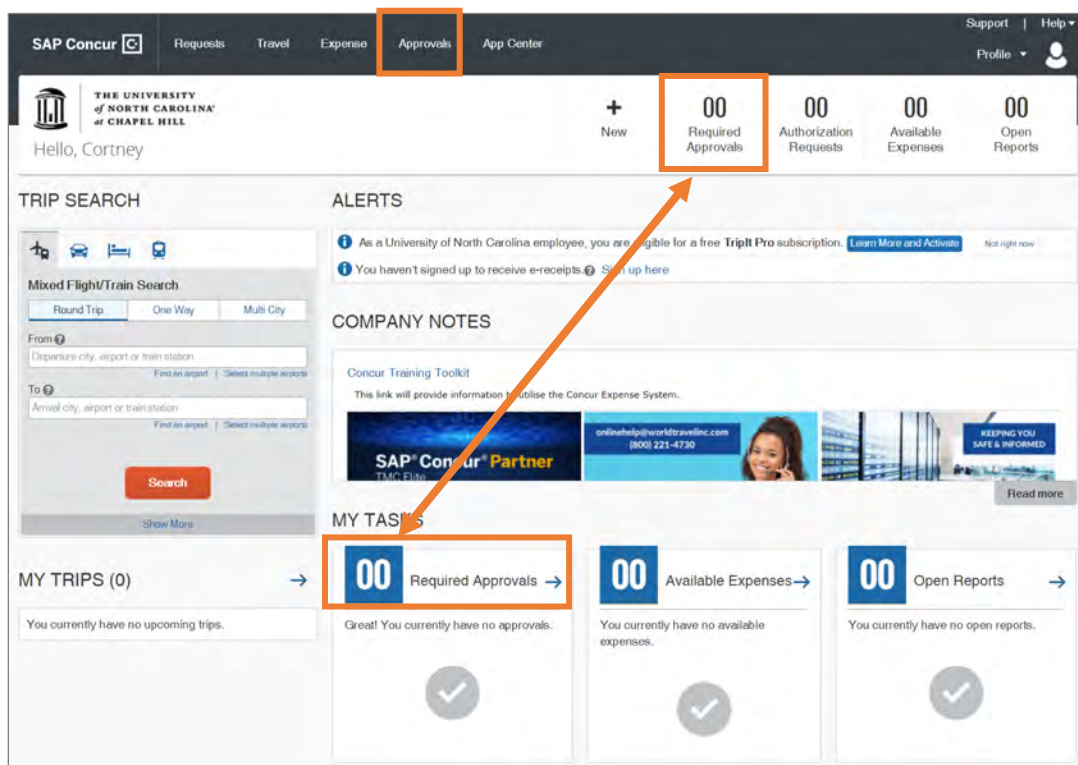 Support | Help
SAP Concur C Requests Travel Expense Approvals App Center
Profile
THE UNIVERSITY
of NORTH CAROLINA
at CHAPEL HILL
Hello, Cortney
+
New
00
Required
Approvals
00
Authorization
Requests
00
Available
Expenses
00
Open
Reports
TRIP SEARCH
Mixed Flight/Train Search
Round Trip One Way Multi City
From ?
Departure city, airport or train station
Find an airport | Select multiple airports
To ?
Arrival city, airport or train station
Find an airport | Select multiple airports
Search
Show More
MY TRIPS (0)
You currently have no upcoming trips.
ALERTS
As a University of North Carolina employee, you are eligible for a free TripIt Pro subscription. Learn More and Activate Not right now
You haven't signed up to receive e-receipts. ? Sign up here
COMPANY NOTES
Concur Training Toolkit
This link will provide information to utilise the Concur Expense System.
SAP® Concur® Partner
TMC Elite
onlinehelp@worldtravelinc.com
(800) 221-4730
KEEPING YOU
SAFE & INFORMED
Read more
MY TASKS
00 Required Approvals
Great! You currently have no approvals.
00 Available Expenses
You currently have no available
expenses.
00 Open Reports
You currently have no open reports.